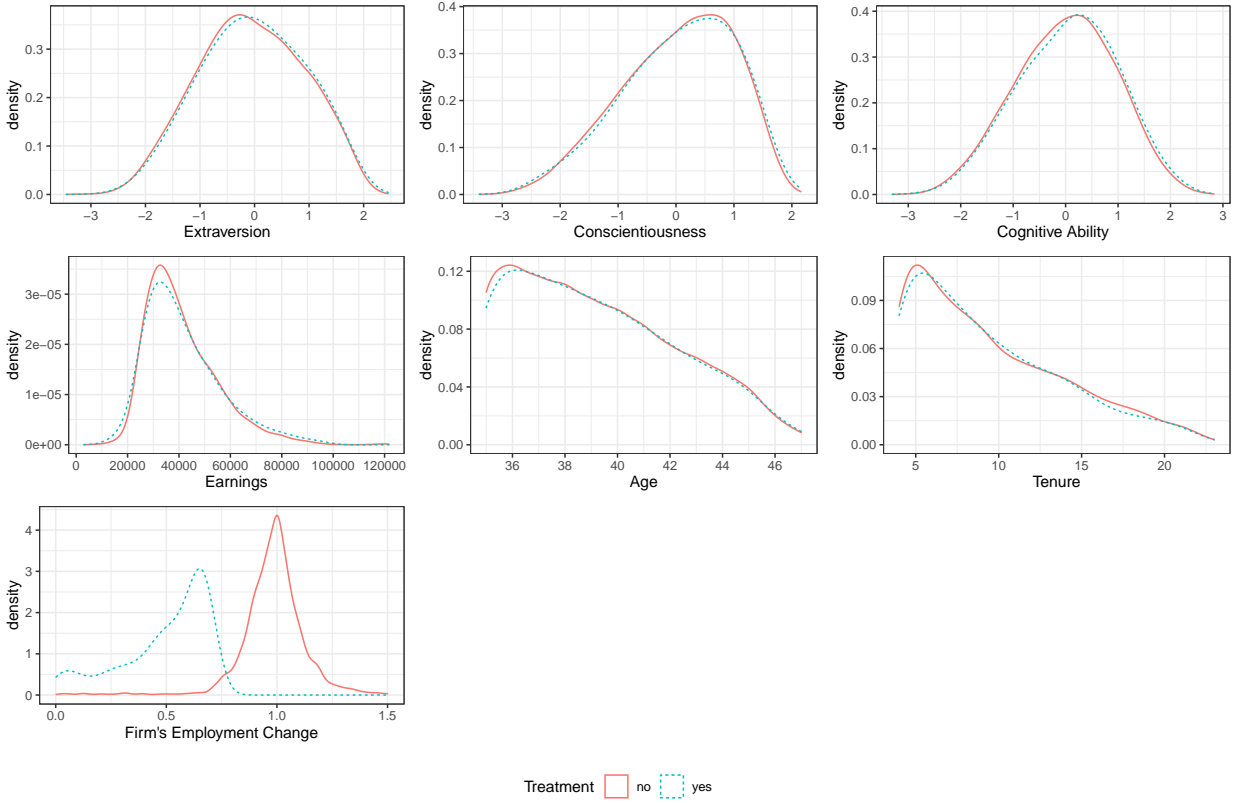 density
0.0
0.1
0.2
0.3
−3 −2 −1 0 1 2
Extraversion
density
0.0
0.1
0.2
0.3
0.4
−3 −2 −1 0 1 2
Conscientiousness
density
0.0
0.1
0.2
0.3
0.4
−3 −2 −1 0 1 2 3
Cognitive Ability
density
0e+00
1e−05
2e−05
3e−05
0 20000 40000 60000 80000 100000 120000
Earnings
density
0.00
0.04
0.08
0.12
36 38 40 42 44 46
Age
density
0.00
0.03
0.06
0.09
5 10 15 20
Tenure
density
0
1
2
3
4
0.0 0.5 1.0 1.5
Firm's Employment Change
Treatment no yes